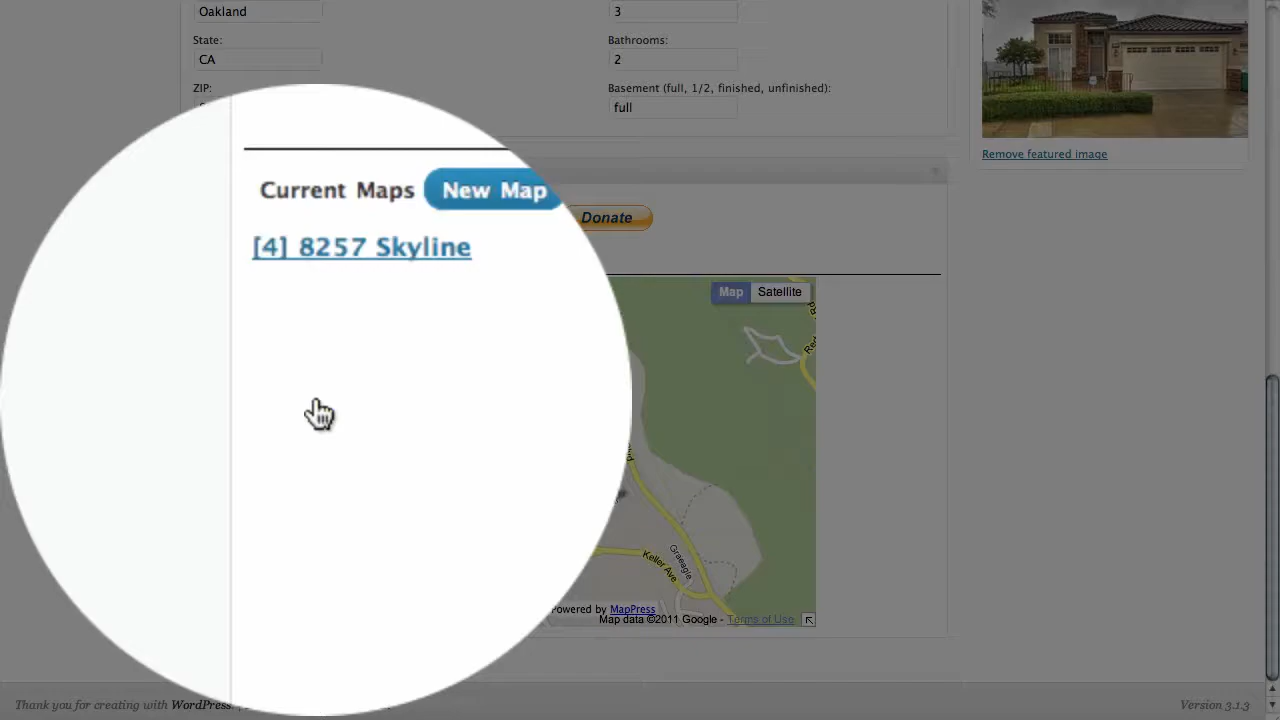 Oakland
3
State:
Bathrooms:
CA
2
ZIP:
Basement (full, 1/2, finished, unfinished):
full
Remove featured image
Current Maps New Map
Donate
[4] 8257 Skyline
Map Satellite
Keller Ave
Graeagle
Powered by MapPress
Map data ©2011 Google - Terms of Use
Thank you for creating with WordPress.
Version 3.1.3